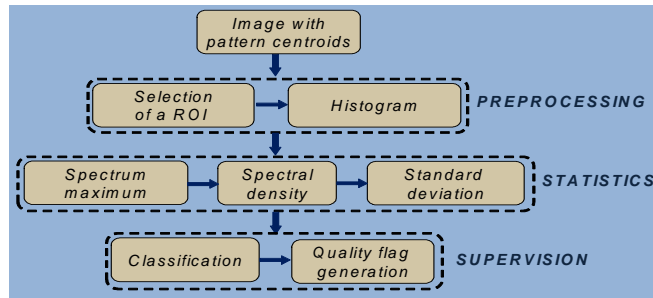 Image with
pattern centroids
Selection
of a ROI
Histogram
PREPROCESSING
Spectrum
maximum
Spectral
density
Standard
deviation
STATISTICS
Classification
Quality flag
generation
SUPERVISION